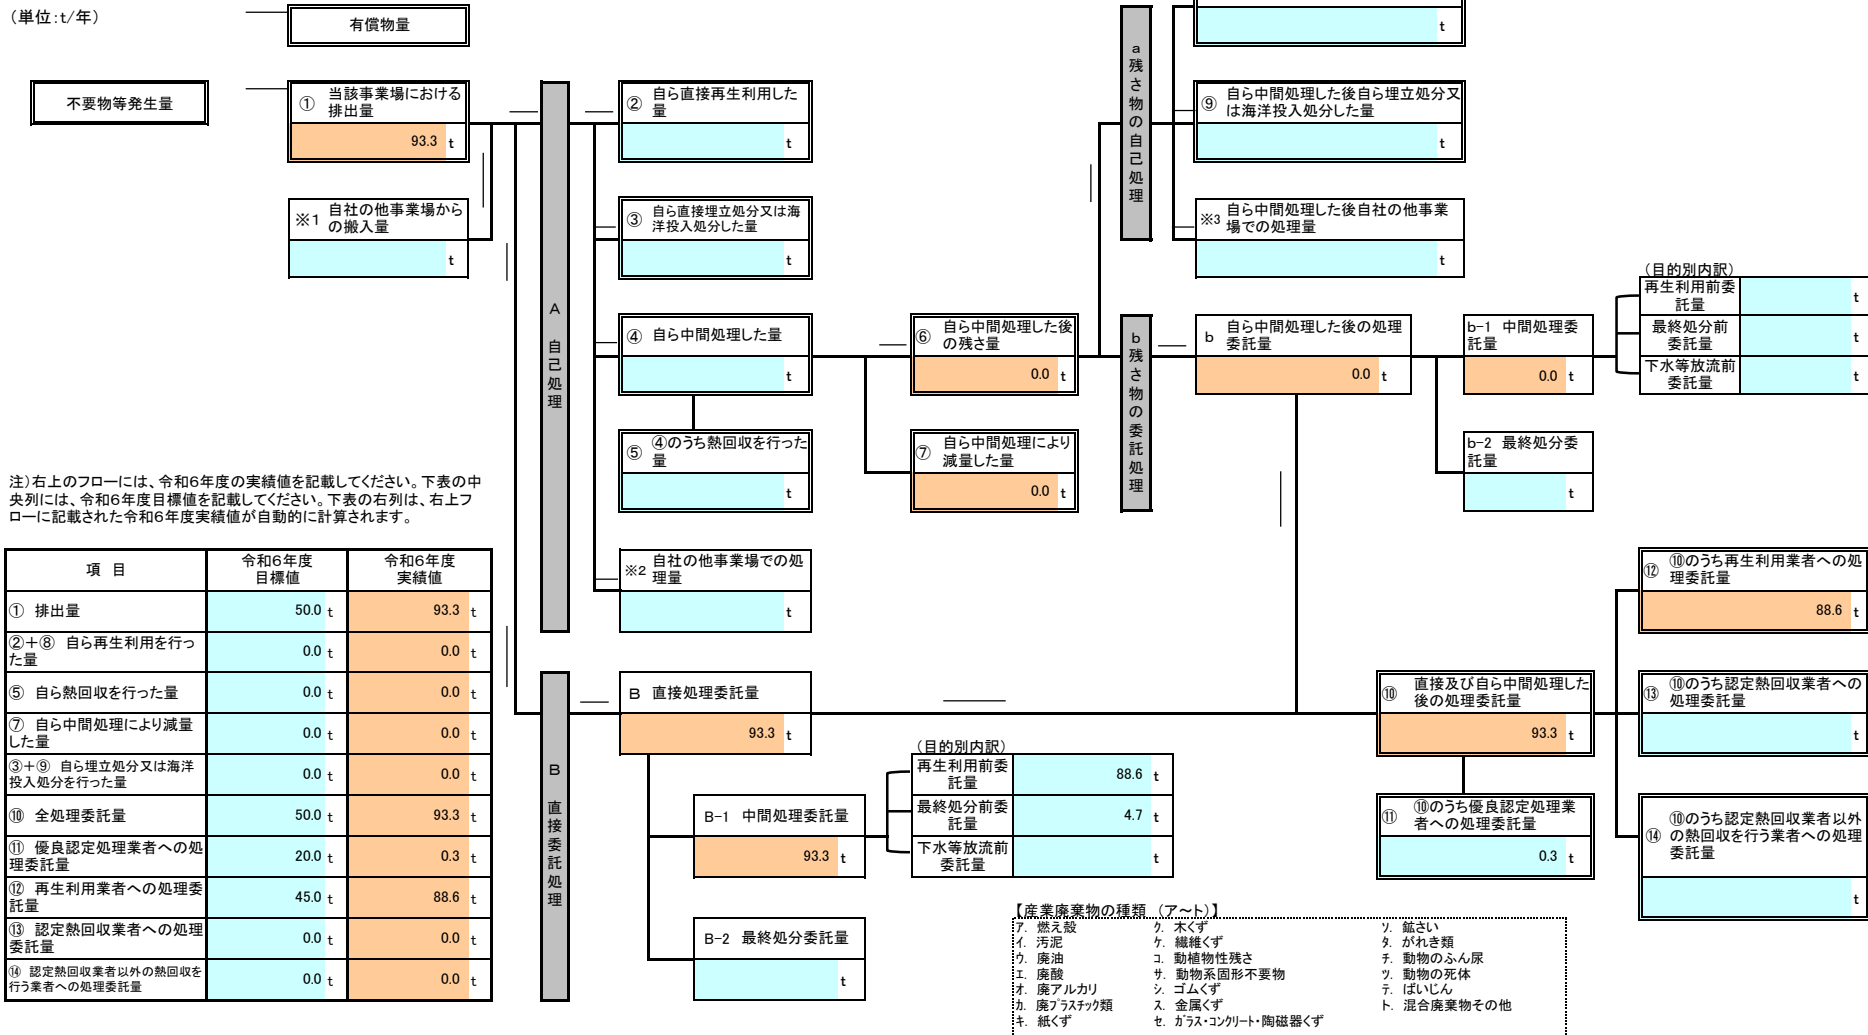 （単位:t/年）
有償物量
t
不要物等発生量
① 当該事業場における
排出量
93.3 t
※1 自社の他事業場から
の搬入量
t
A 自己処理
② 自ら直接再生利用した
量
t
③ 自ら直接埋立処分又は海
洋投入処分した量
t
④ 自ら中間処理した量
t
⑤ ④のうち熱回収を行った
量
t
※2 自社の他事業場での処
理量
t
⑥ 自ら中間処理した後
の残さ量
0.0 t
⑦ 自ら中間処理により
減量した量
0.0 t
a 残さ物の自己処理
⑨ 自ら中間処理した後自ら埋立処分又
は海洋投入処分した量
t
※3 自ら中間処理した後自社の他事業
場での処理量
t
b 残さ物の委託処理
b 自ら中間処理した後の処理
委託量
0.0 t
b-1 中間処理委
託量
0.0 t
b-2 最終処分委
託量
t
（目的別内訳）
再生利用前委
託量
t
最終処分前
委託量
t
下水等放流前
委託量
t
注）右上のフローには、令和6年度の実績値を記載してください。下表の中
央列には、令和6年度目標値を記載してください。下表の右列は、右上フ
ローに記載された令和6年度実績値が自動的に計算されます。
項 目 令和6年度
目標値 令和6年度
実績値
① 排出量 50.0 t 93.3 t
②＋⑧ 自ら再生利用を行っ
た量 0.0 t 0.0 t
⑤ 自ら熱回収を行った量 0.0 t 0.0 t
⑦ 自ら中間処理により減量
した量 0.0 t 0.0 t
③＋⑨ 自ら埋立処分又は海洋
投入処分を行った量 0.0 t 0.0 t
⑩ 全処理委託量 50.0 t 93.3 t
⑪ 優良認定処理業者への処
理委託量 20.0 t 0.3 t
⑫ 再生利用業者への処理委
託量 45.0 t 88.6 t
⑬ 認定熱回収業者への処理
委託量 0.0 t 0.0 t
⑭ 認定熱回収業者以外の熱回収を
行う業者への処理委託量 0.0 t 0.0 t
B 直接委託処理
B 直接処理委託量
93.3 t
B-1 中間処理委託量
93.3 t
B-2 最終処分委託量
t
（目的別内訳）
再生利用前委
託量
88.6 t
最終処分前委
託量
4.7 t
下水等放流前
委託量
t
⑩ 直接及び自ら中間処理した
後の処理委託量
93.3 t
⑪ ⑩のうち優良認定処理業
者への処理委託量
0.3 t
⑫ ⑩のうち再生利用業者への処
理委託量
88.6 t
⑬ ⑩のうち認定熱回収業者への
処理委託量
t
⑭ ⑩のうち認定熱回収業者以外
の熱回収を行う業者への処理
委託量
t
【産業廃棄物の種類 （ア～ト）】
ア. 燃え殻 ク. 木くず ソ. 鉱さい
イ. 汚泥 ケ. 繊維くず タ. がれき類
ウ. 廃油 コ. 動植物性残さ チ. 動物のふん尿
エ. 廃酸 サ. 動物系固形不要物 ツ. 動物の死体
オ. 廃アルカリ シ. ゴムくず テ. ばいじん
カ. 廃プラスチック類 ス. 金属くず ト. 混合廃棄物その他
キ. 紙くず セ. ガラス・コンクリート・陶磁器くず